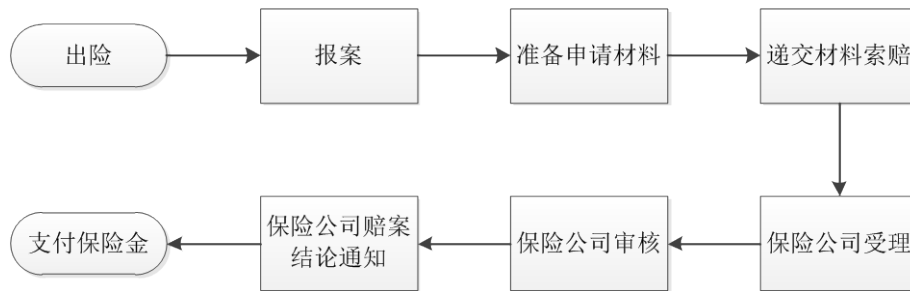 出险
报案
准备申请材料
递交材料索赔
保险公司受理
保险公司审核
保险公司赔案
结论通知
支付保险金